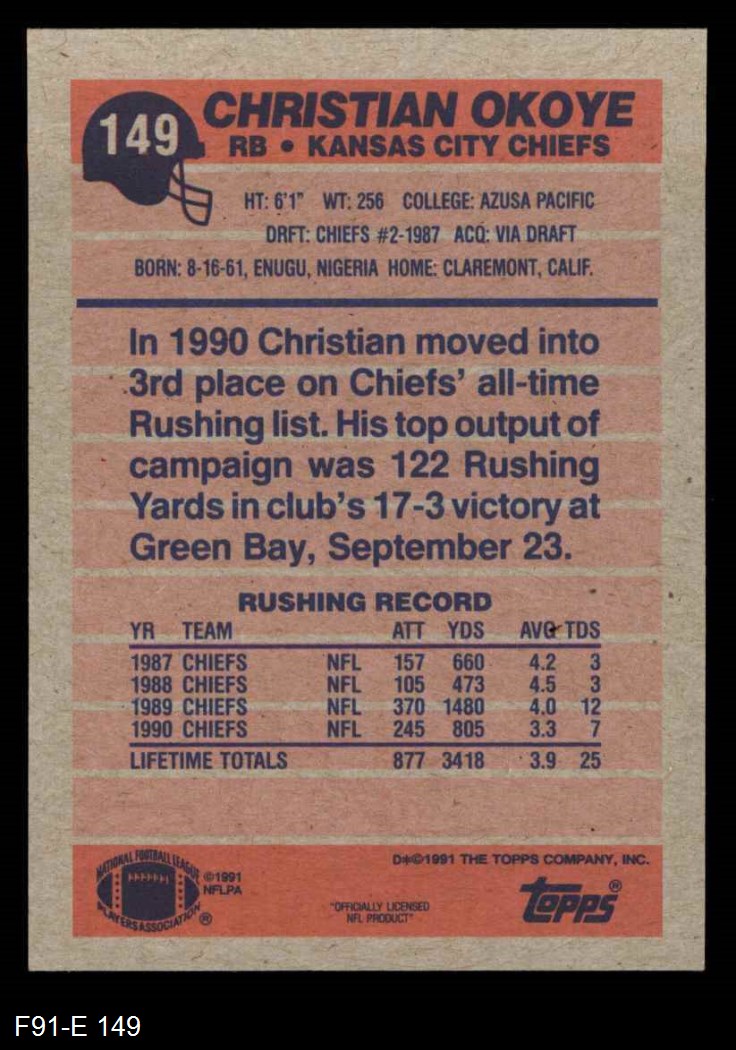 149
CHRISTIAN OKOYE
RB • KANSAS CITY CHIEFS
HT: 6'1" WT: 256 COLLEGE: AZUSA PACIFIC
DRFT: CHIEFS #2-1987 ACQ: VIA DRAFT
BORN: 8-16-61, ENUGU, NIGERIA HOME: CLAREMONT, CALIF.
In 1990 Christian moved into
3rd place on Chiefs' all-time
Rushing list. His top output of
campaign was 122 Rushing
Yards in club's 17-3 victory at
Green Bay, September 23.
RUSHING RECORD
YR TEAM ATT YDS AVG TDS
1987 CHIEFS NFL 157 660 4.2 3
1988 CHIEFS NFL 105 473 4.5 3
1989 CHIEFS NFL 370 1480 4.0 12
1990 CHIEFS NFL 245 805 3.3 7
LIFETIME TOTALS 877 3418 3.9 25
NATIONAL FOOTBALL LEAGUE
PLAYERS ASSOCIATION ®
©1991
NFLPA
D*©1991 THE TOPPS COMPANY, INC.
"OFFICIALLY LICENSED
NFL PRODUCT"
topps®
F91-E 149